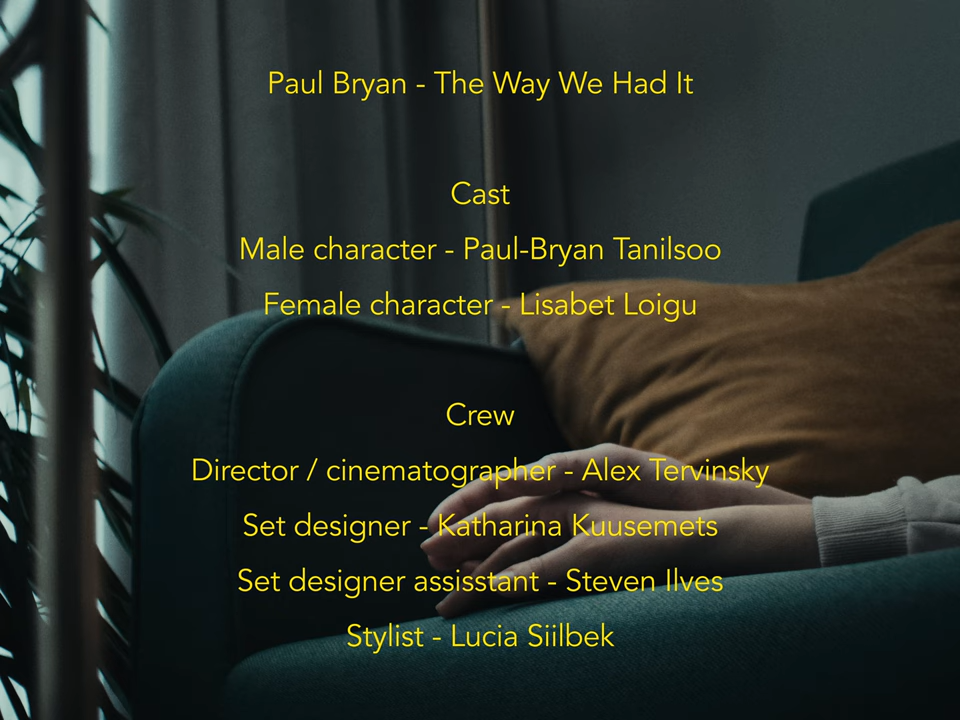 Paul Bryan - The Way We Had It
Cast
Male character - Paul-Bryan Tanilsoo
Female character - Lisabet Loigu
Crew
Director / cinematographer - Alex Tervinsky
Set designer - Katharina Kuusemets
Set designer assisstant - Steven Ilves
Stylist - Lucia Siilbek